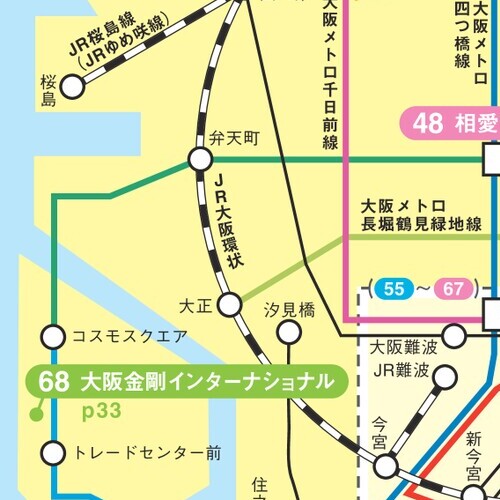 JR桜島線
(JRゆめ咲線)
桜島
大阪メトロ千日前線
大阪メトロ
四つ橋線
48 相愛
弁天町
JR大阪環状
大阪メトロ
長堀鶴見緑地線
大正
汐見橋
(55～67)
コスモスクエア
大阪難波
JR難波
68 大阪金剛インターナショナル
p33
今宮
新今宮
トレードセンター前